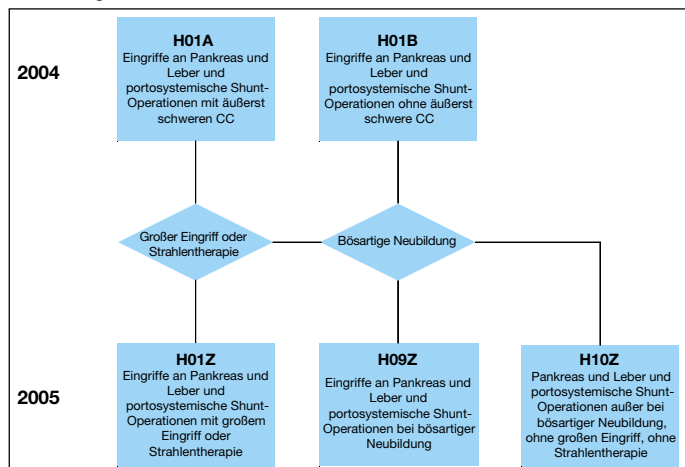 2004
H01A
Eingriffe an Pankreas und
Leber und
portosystemische Shunt-
Operationen mit äußerst
schweren CC
H01B
Eingriffe an Pankreas und
Leber und
portosystemische Shunt-
Operationen ohne äußerst
schwere CC
Großer Eingriff oder
Strahlentherapie
Bösartige Neubildung
2005
H01Z
Eingriffe an Pankreas und
Leber und
portosystemische Shunt-
Operationen mit großem
Eingriff oder
Strahlentherapie
H09Z
Eingriffe an Pankreas und
Leber und
portosystemische Shunt-
Operationen bei bösartiger
Neubildung
H10Z
Pankreas und Leber und
portosystemische Shunt-
Operationen außer bei
bösartiger Neubildung,
ohne großen Eingriff, ohne
Strahlentherapie